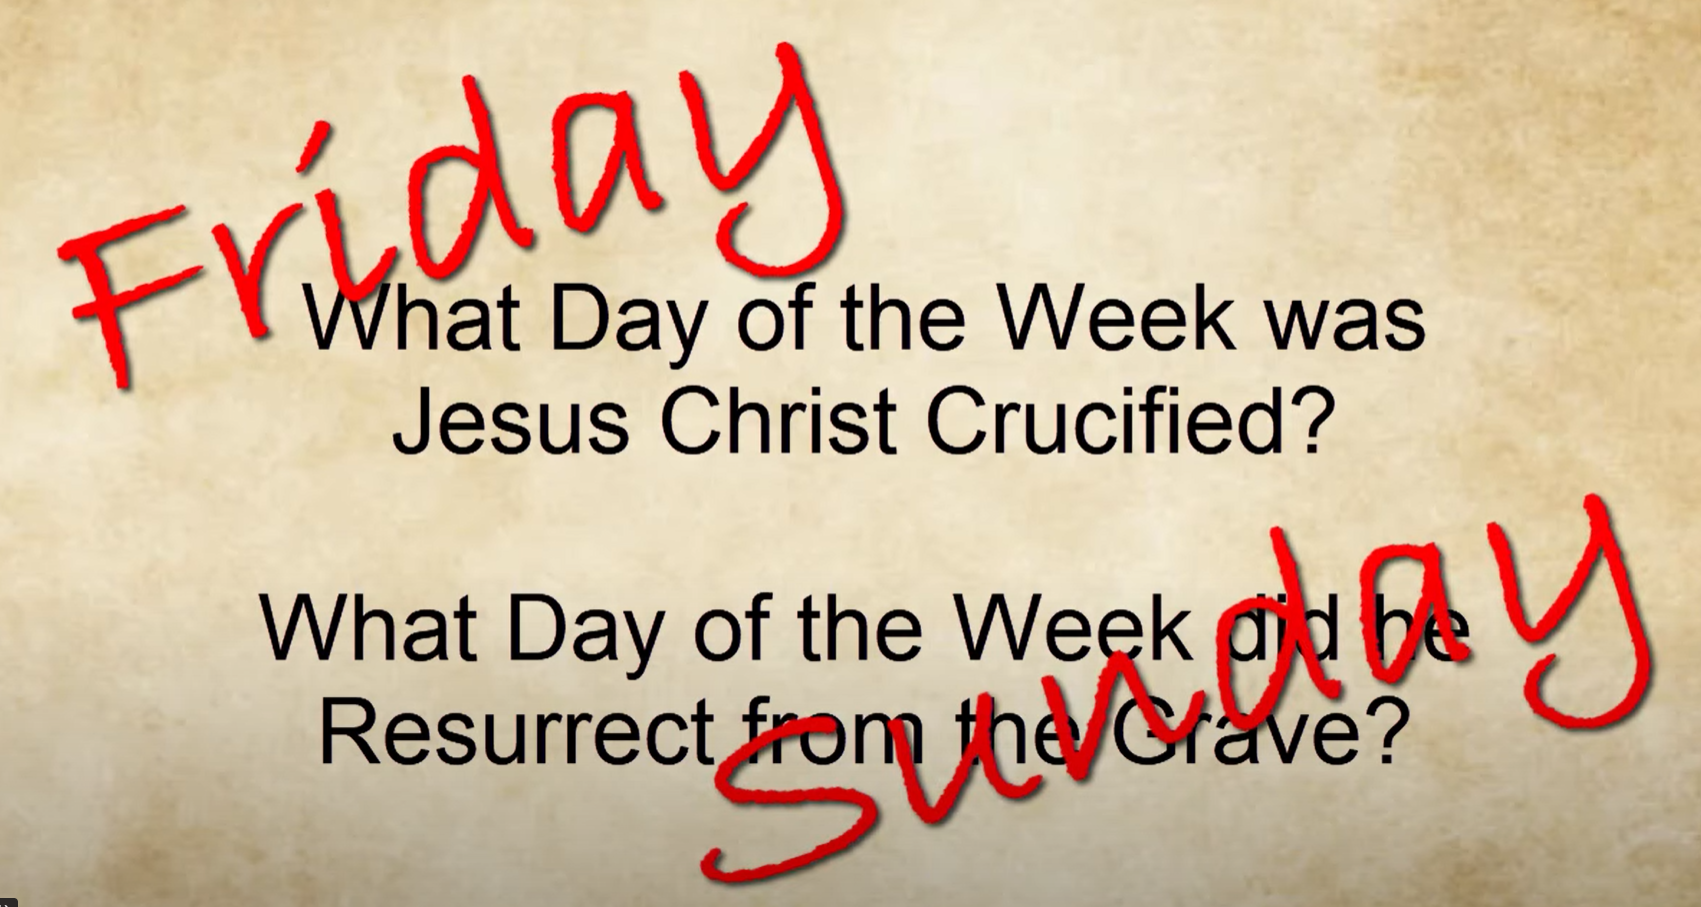 Friday
What Day of the Week was
Jesus Christ Crucified?
What Day of the Week did he
Resurrect from the Grave?
Sunday